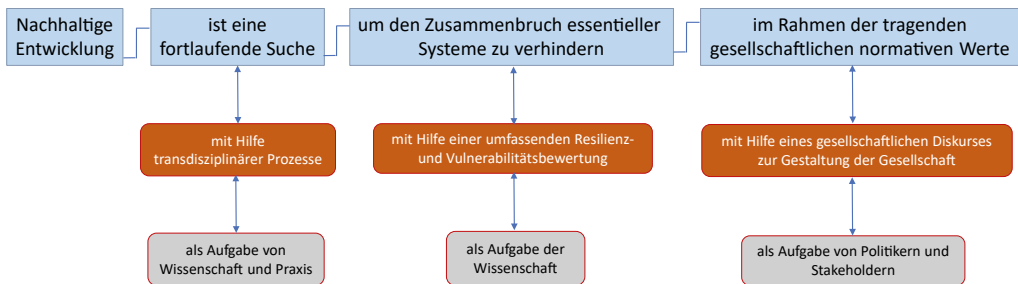 Nachhaltige
Entwicklung
ist eine
fortlaufende Suche
um den Zusammenbruch essentieller
Systeme zu verhindern
im Rahmen der tragenden
gesellschaftlichen normativen Werte
mit Hilfe
transdisziplinärer Prozesse
mit Hilfe einer umfassenden Resilienz-
und Vulnerabilitätsbewertung
mit Hilfe eines gesellschaftlichen Diskurses
zur Gestaltung der Gesellschaft
als Aufgabe von
Wissenschaft und Praxis
als Aufgabe der
Wissenschaft
als Aufgabe von Politikern und
Stakeholdern